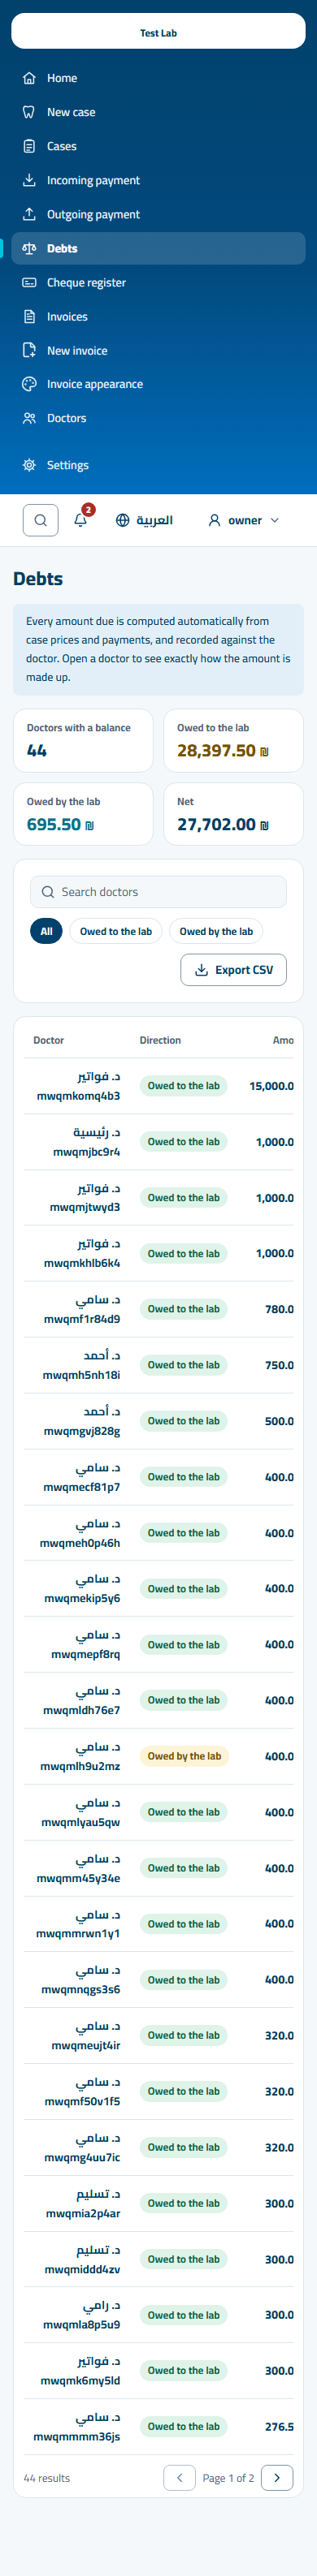 Test Lab
Home
New case
Cases
Incoming payment
Outgoing payment
Debts
Cheque register
Invoices
New invoice
Invoice appearance
Doctors
Settings
2
العربية
owner
Debts
Every amount due is computed automatically from
case prices and payments, and recorded against the
doctor. Open a doctor to see exactly how the amount is
made up.
Doctors with a balance
44
Owed to the lab
28,397.50 ₪
Owed by the lab
695.50 ₪
Net
27,702.00 ₪
Search doctors
All Owed to the lab Owed by the lab
Export CSV
Doctor Direction Amo
د. فواتير
mwqmkomq4b3 Owed to the lab 15,000.0
د. رئيسية
mwqmjbc9r4 Owed to the lab 1,000.0
د. فواتير
mwqmjtwyd3 Owed to the lab 1,000.0
د. فواتير
mwqmkhlb6k4 Owed to the lab 1,000.0
د. سامي
mwqmf1r84d9 Owed to the lab 780.0
د. أحمد
mwqmh5nh18i Owed to the lab 750.0
د. أحمد
mwqmgvj828g Owed to the lab 500.0
د. سامي
mwqmecf81p7 Owed to the lab 400.0
د. سامي
mwqmeh0p46h Owed to the lab 400.0
د. سامي
mwqmekip5y6 Owed to the lab 400.0
د. سامي
mwqmepf8rq Owed to the lab 400.0
د. سامي
mwqmldh76e7 Owed to the lab 400.0
د. سامي
mwqmlh9u2mz Owed by the lab 400.0
د. سامي
mwqmlyau5qw Owed to the lab 400.0
د. سامي
mwqmm45y34e Owed to the lab 400.0
د. سامي
mwqmmrwn1y1 Owed to the lab 400.0
د. سامي
mwqmnqgs3s6 Owed to the lab 400.0
د. سامي
mwqmeujt4ir Owed to the lab 320.0
د. سامي
mwqmf50v1f5 Owed to the lab 320.0
د. سامي
mwqmg4uu7ic Owed to the lab 320.0
د. تسليم
mwqmia2p4ar Owed to the lab 300.0
د. تسليم
mwqmiddd4zv Owed to the lab 300.0
د. رامي
mwqmla8p5u9 Owed to the lab 300.0
د. فواتير
mwqmk6my5ld Owed to the lab 300.0
د. سامي
mwqmmmm36js Owed to the lab 276.5
44 results Page 1 of 2